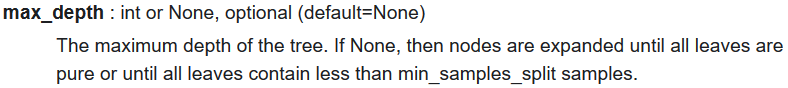 max_depth : int or None, optional (default=None)
The maximum depth of the tree. If None, then nodes are expanded until all leaves are
pure or until all leaves contain less than min_samples_split samples.